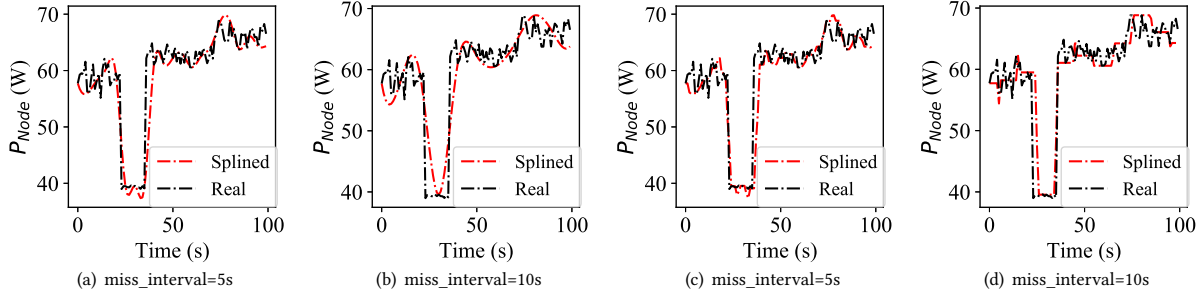 70
60
50
40
P_Node (W)
Splined
Real
0
50
100
Time (s)
(a) miss_interval=5s
70
60
50
40
P_Node (W)
Splined
Real
0
50
100
Time (s)
(b) miss_interval=10s
70
60
50
40
P_Node (W)
Splined
Real
0
50
100
Time (s)
(c) miss_interval=5s
70
60
50
40
P_Node (W)
Splined
Real
0
50
100
Time (s)
(d) miss_interval=10s